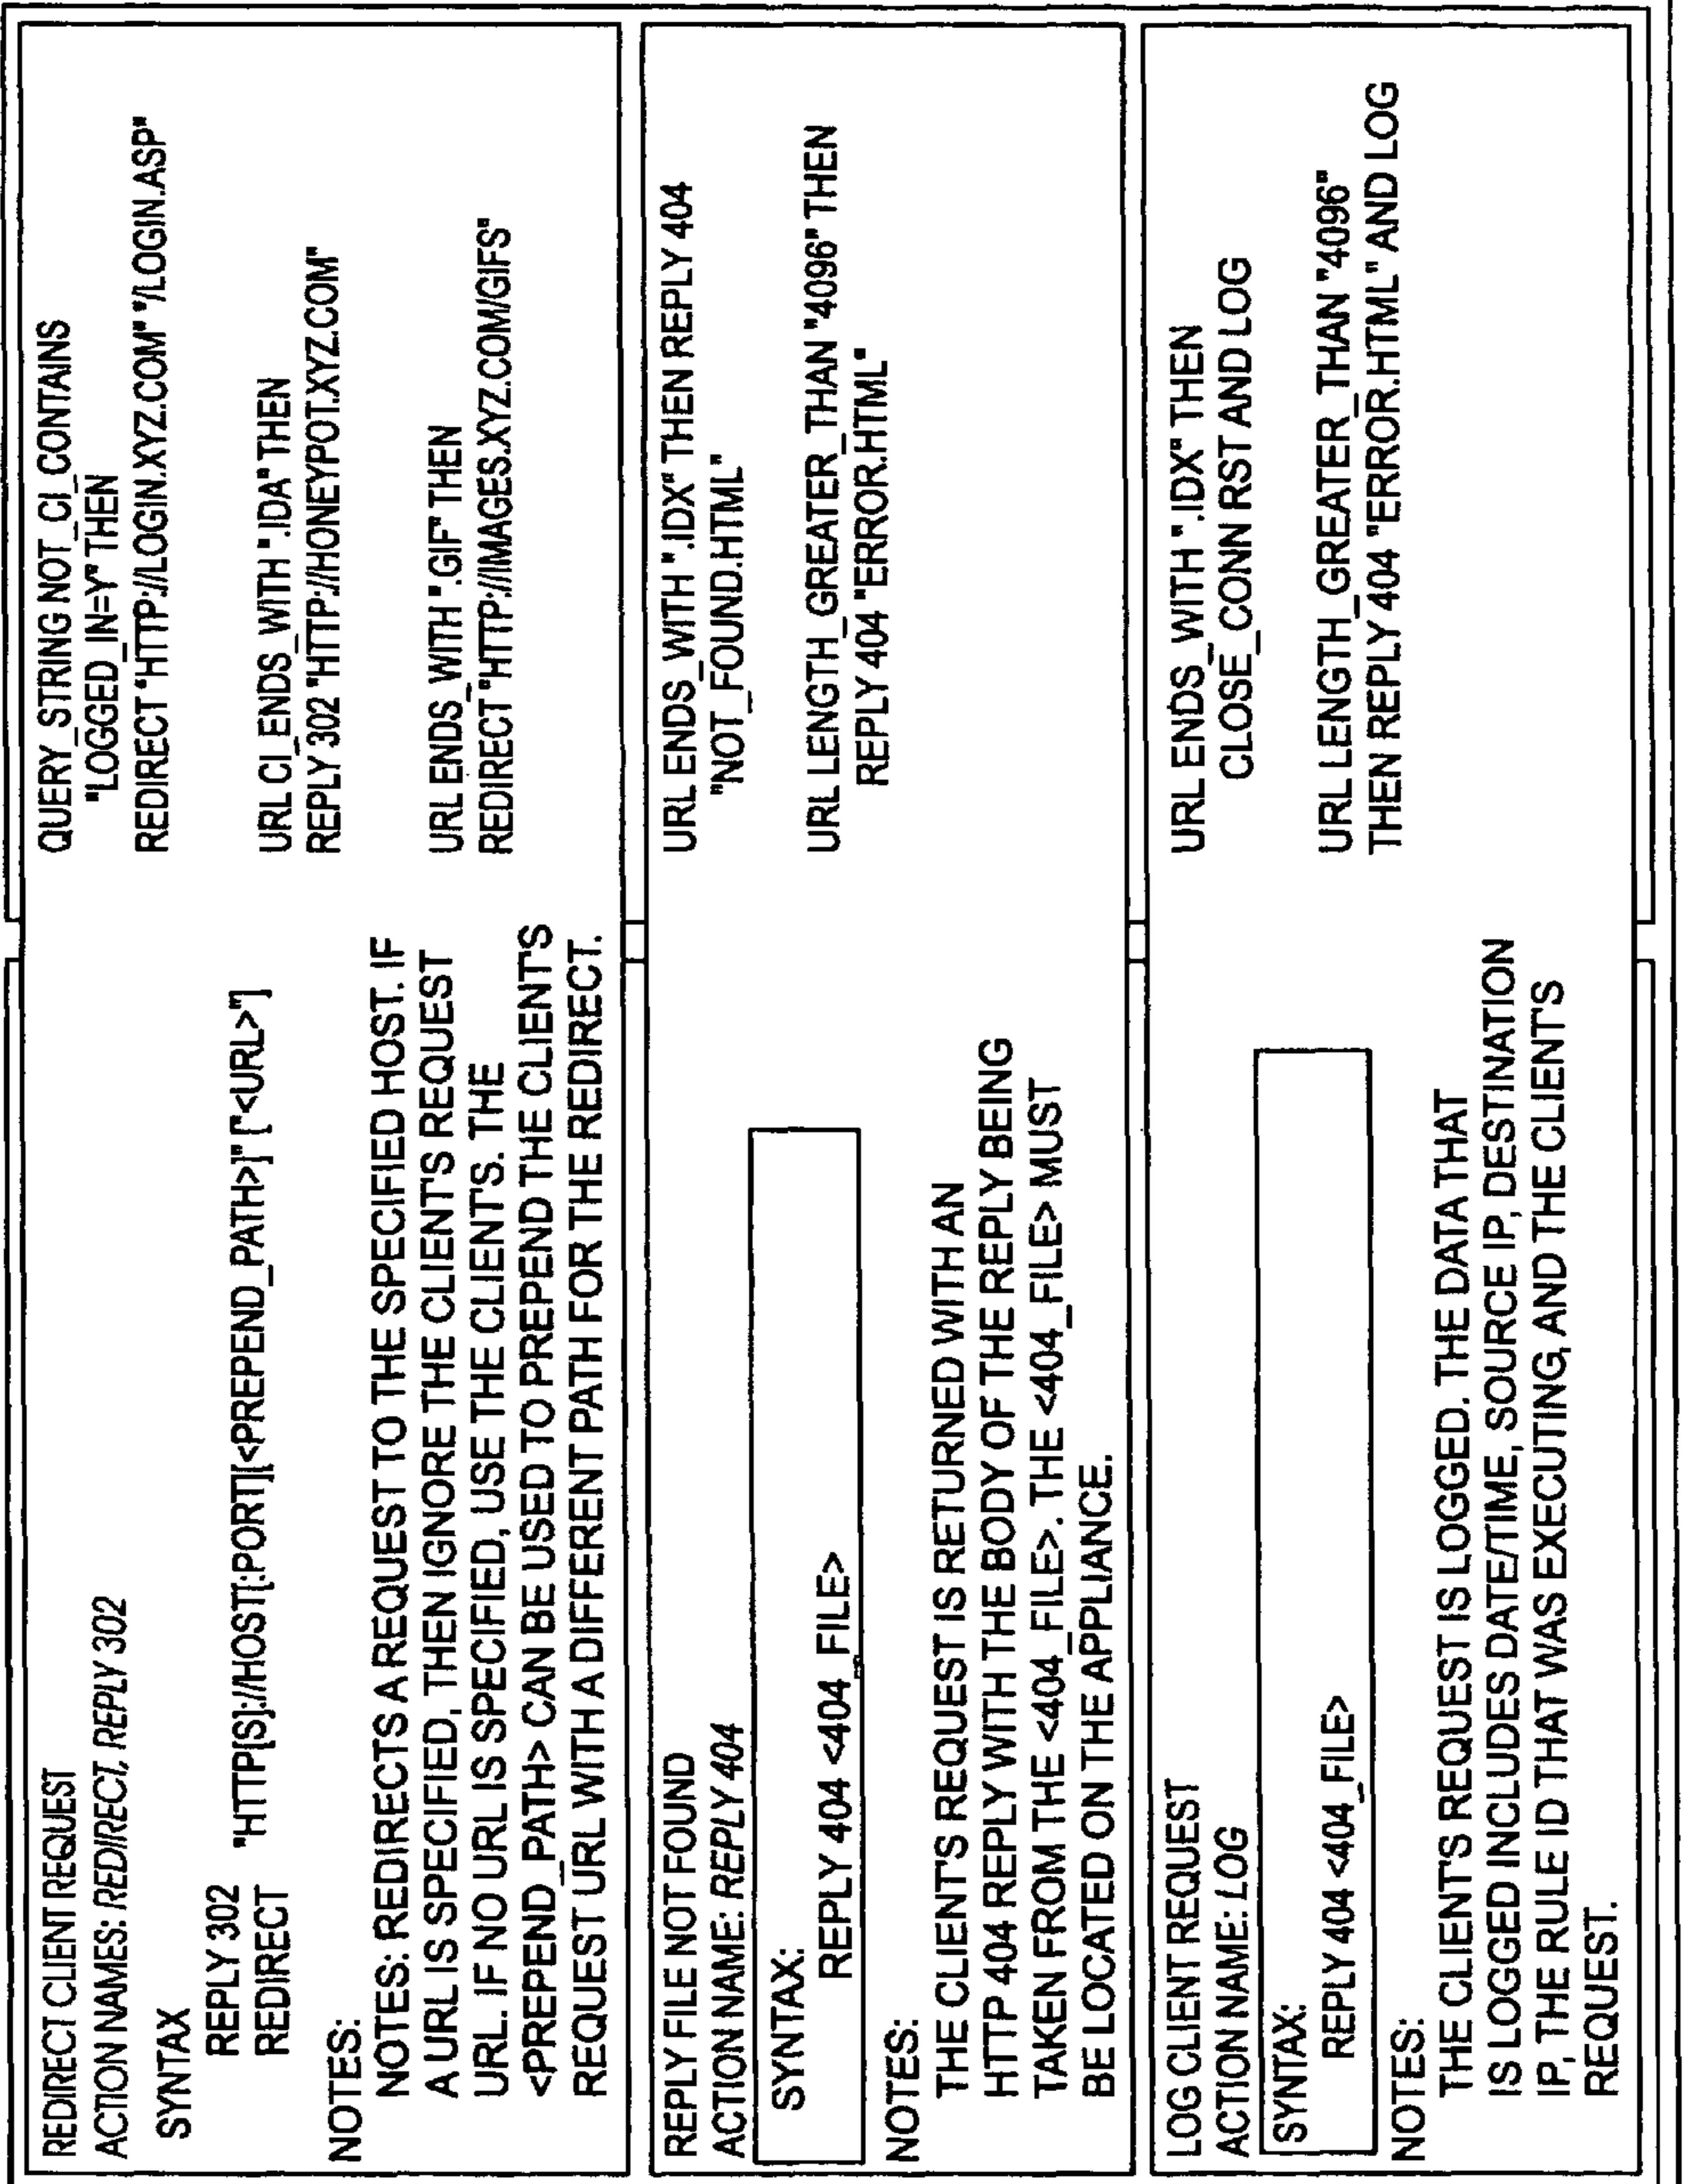 REDIRECT CLIENT REQUEST
ACTION NAMES: REDIRECT, REPLY 302
SYNTAX
REPLY 302
REDIRECT "HTTP[S]://HOST[:PORT][<PREPEND_PATH>]" ["<URL>"]
NOTES:
NOTES: REDIRECTS A REQUEST TO THE SPECIFIED HOST. IF
A URL IS SPECIFIED, THEN IGNORE THE CLIENT'S REQUEST
URL. IF NO URL IS SPECIFIED, USE THE CLIENT'S. THE
<PREPEND_PATH> CAN BE USED TO PREPEND THE CLIENT'S
REQUEST URL WITH A DIFFERENT PATH FOR THE REDIRECT.
QUERY_STRING NOT_CI_CONTAINS
"LOGGED_IN=Y" THEN
REDIRECT "HTTP://LOGIN.XYZ.COM" "/LOGIN.ASP"
URL CI_ENDS_WITH ".IDA" THEN
REPLY 302 "HTTP://HONEYPOT.XYZ.COM"
URL ENDS_WITH ".GIF" THEN
REDIRECT "HTTP://IMAGES.XYZ.COM/GIFS"
REPLY FILE NOT FOUND
ACTION NAME: REPLY 404
SYNTAX:
REPLY 404 <404_FILE>
NOTES:
THE CLIENT'S REQUEST IS RETURNED WITH AN
HTTP 404 REPLY WITH THE BODY OF THE REPLY BEING
TAKEN FROM THE <404_FILE>. THE <404_FILE> MUST
BE LOCATED ON THE APPLIANCE.
URL ENDS_WITH ".IDX" THEN REPLY 404
"NOT_FOUND.HTML"
URL LENGTH_GREATER_THAN "4096" THEN
REPLY 404 "ERROR.HTML"
LOG CLIENT REQUEST
ACTION NAME: LOG
SYNTAX:
REPLY 404 <404_FILE>
NOTES:
THE CLIENT'S REQUEST IS LOGGED. THE DATA THAT
IS LOGGED INCLUDES DATE/TIME, SOURCE IP, DESTINATION
IP, THE RULE ID THAT WAS EXECUTING, AND THE CLIENT'S
REQUEST.
URL ENDS_WITH ".IDX" THEN
CLOSE_CONN RST AND LOG
URL LENGTH_GREATER_THAN "4096"
THEN REPLY 404 "ERROR.HTML" AND LOG